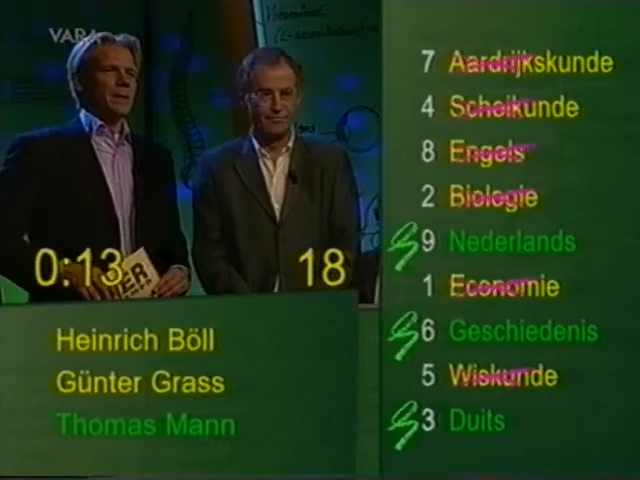 VARA
7 Aardrijkskunde
4 Scheikunde
8 Engels
2 Biologie
9 Nederlands
1 Economie
6 Geschiedenis
5 Wiskunde
3 Duits
0:13
18
Heinrich Böll
Günter Grass
Thomas Mann